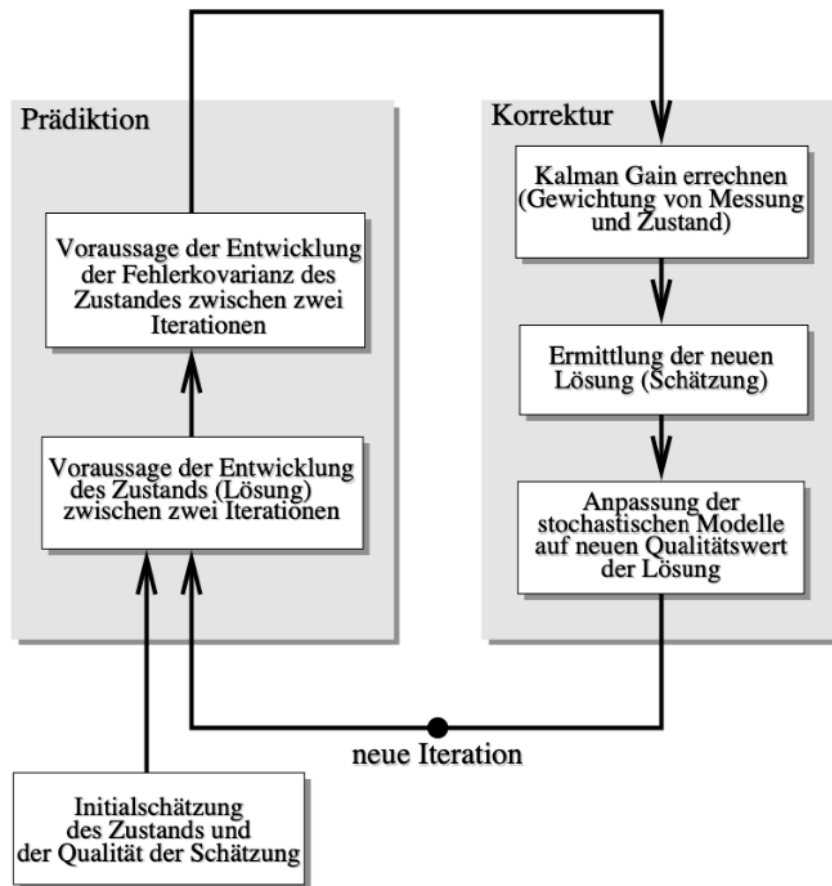 Prädiktion
Voraussage der Entwicklung
der Fehlerkovarianz des
Zustandes zwischen zwei
Iterationen
Voraussage der Entwicklung
des Zustands (Lösung)
zwischen zwei Iterationen
Korrektur
Kalman Gain errechnen
(Gewichtung von Messung
und Zustand)
Ermittlung der neuen
Lösung (Schätzung)
Anpassung der
stochastischen Modelle
auf neuen Qualitätswert
der Lösung
neue Iteration
Initialschätzung
des Zustands und
der Qualität der Schätzung